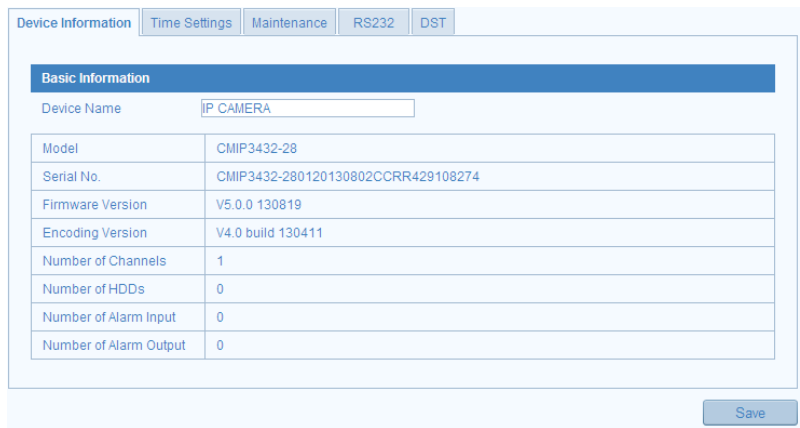 Device Information Time Settings Maintenance RS232 DST
Basic Information
Device Name IP CAMERA
Model CMIP3432-28
Serial No. CMIP3432-280120130802CCRR429108274
Firmware Version V5.0.0 130819
Encoding Version V4.0 build 130411
Number of Channels 1
Number of HDDs 0
Number of Alarm Input 0
Number of Alarm Output 0
Save